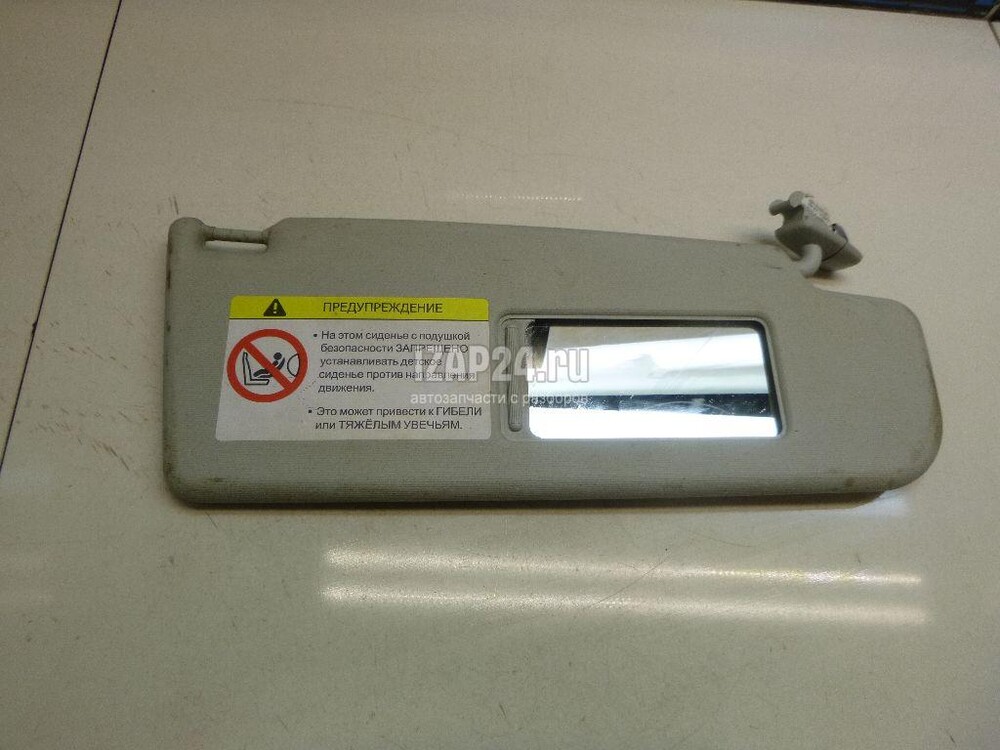 ПРЕДУПРЕЖДЕНИЕ
• На этом сиденье с подушкой
безопасности ЗАПРЕЩЕНО
устанавливать детское
сиденье против направления
движения.
• Это может привести к ГИБЕЛИ
или ТЯЖЁЛЫМ УВЕЧЬЯМ.
1ZAP24.ru
автозапчасти с разборов